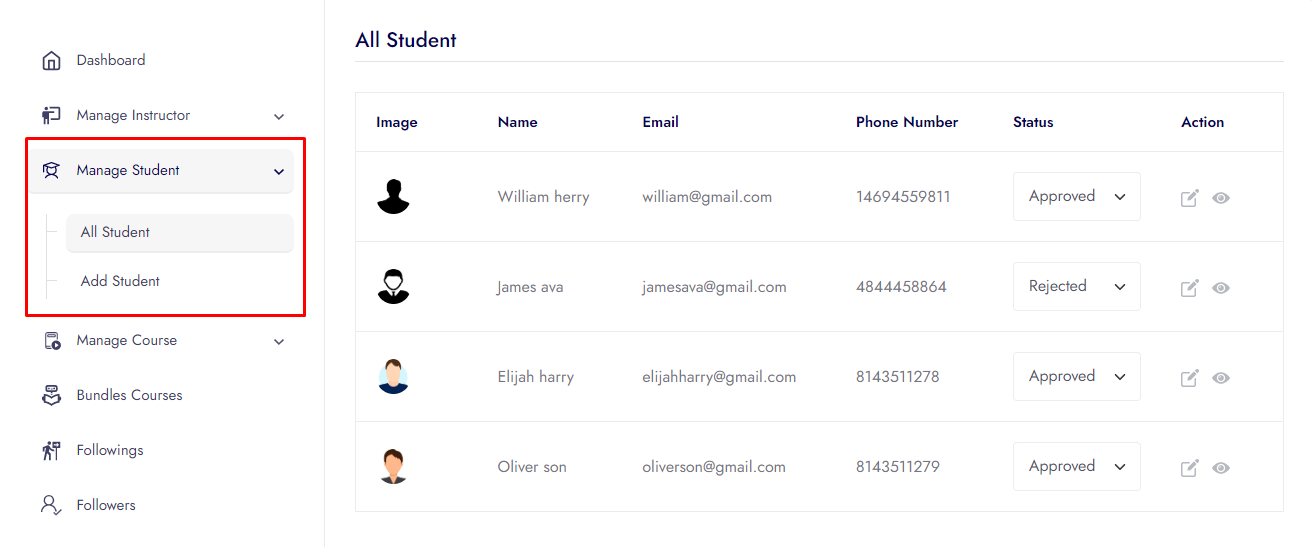 Dashboard
Manage Instructor
Manage Student
All Student
Add Student
Manage Course
Bundles Courses
Followings
Followers
All Student
Image Name Email Phone Number Status Action
William herry william@gmail.com 14694559811 Approved
James ava jamesava@gmail.com 4844458864 Rejected
Elijah harry elijahharry@gmail.com 8143511278 Approved
Oliver son oliverson@gmail.com 8143511279 Approved